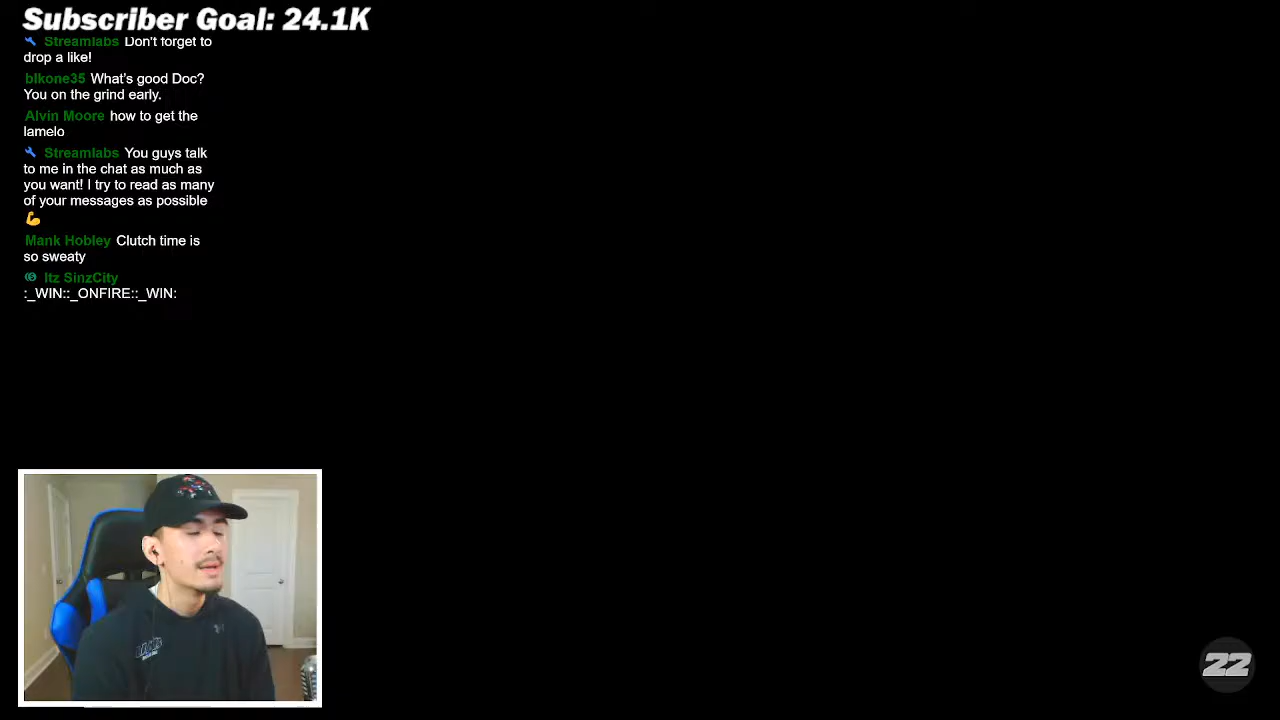 Subscriber Goal: 24.1K
Streamlabs Don't forget to
drop a like!
blkone35 What's good Doc?
You on the grind early.
Alvin Moore how to get the
lamelo
Streamlabs You guys talk
to me in the chat as much as
you want! I try to read as many
of your messages as possible
💪
Mank Hobley Clutch time is
so sweaty
Itz SinzCity
:_WIN::_ONFIRE::_WIN:
22